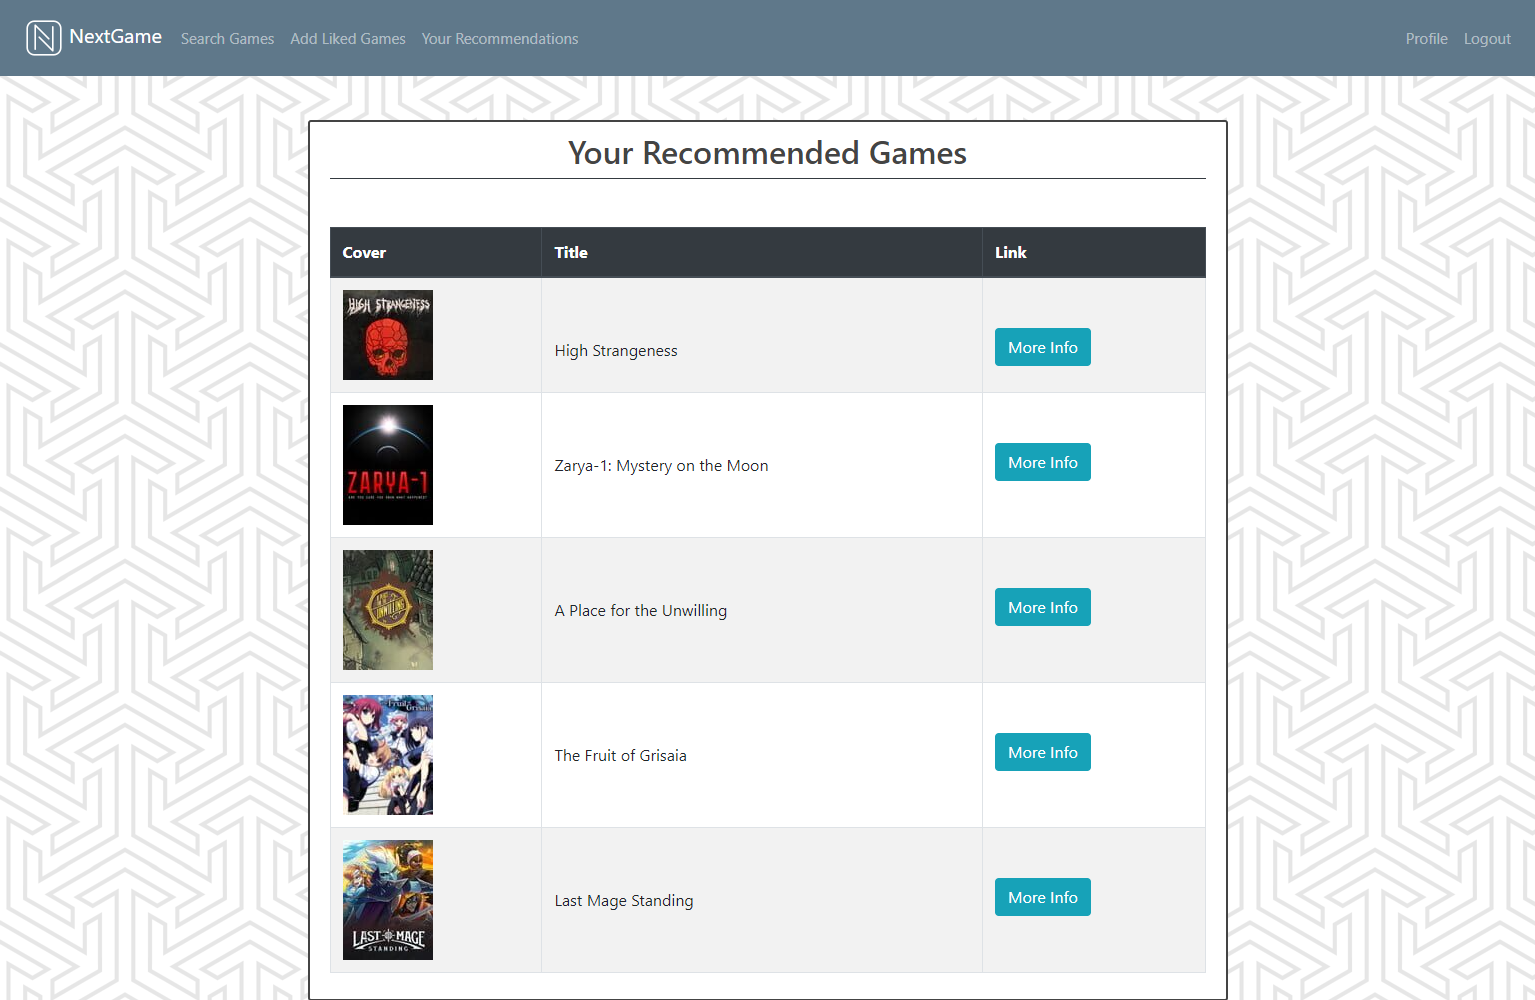 NextGame Search Games Add Liked Games Your Recommendations Profile Logout
Your Recommended Games
Cover Title Link
HIGH STRANGENESS
High Strangeness More Info
ZARYA-1
Zarya-1: Mystery on the Moon More Info
UNWILLING
A Place for the Unwilling More Info
Fruit of
Grisaia
The Fruit of Grisaia More Info
LAST MAGE
STANDING
Last Mage Standing More Info